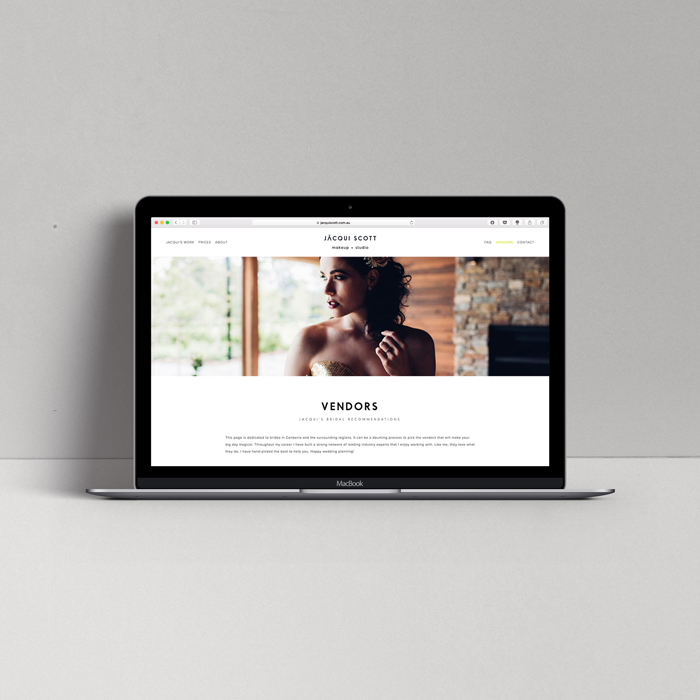 jacquiscott.com.au
JÀCQUI SCOTT
makeup + studio
JACQUI'S WORK PRICES ABOUT
FAQ VENDORS CONTACT
VENDORS
JACQUI'S BRIDAL RECOMMENDATIONS
This page is dedicated to brides in Canberra and the surrounding regions. It can be a daunting process to pick the vendors that will make your
big day magical. Throughout my career I have built a strong network of leading industry experts that I enjoy working with. Like me, they love what
they do. I have hand-picked the best to help you. Happy wedding planning!
MacBook